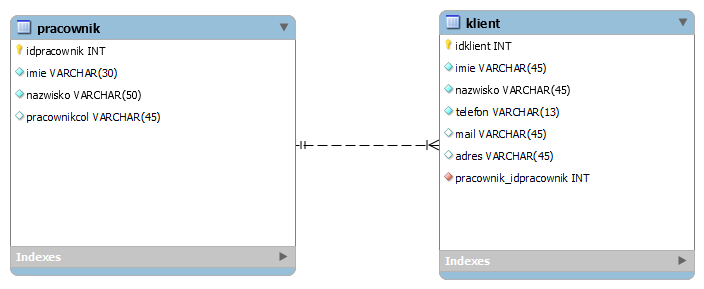 pracownik
idpracownik INT
imie VARCHAR(30)
nazwisko VARCHAR(50)
pracownikcol VARCHAR(45)
Indexes
klient
idklient INT
imie VARCHAR(45)
nazwisko VARCHAR(45)
telefon VARCHAR(13)
mail VARCHAR(45)
adres VARCHAR(45)
pracownik_idpracownik INT
Indexes